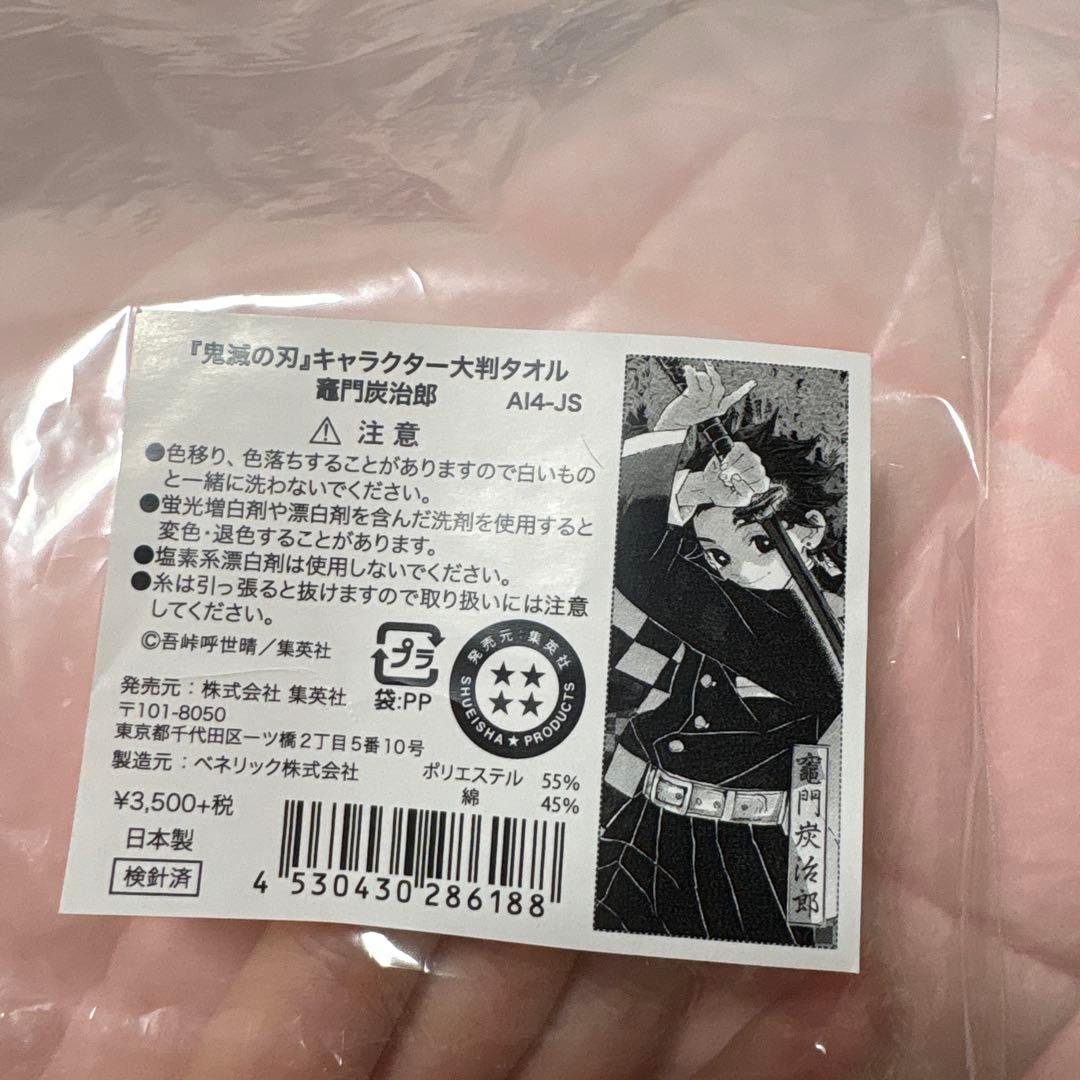 『鬼滅の刃』キャラクター大判タオル
竈門炭治郎 AI4-JS
⚠ 注意
●色移り、色落ちすることがありますので白いもの
と一緒に洗わないでください。
●蛍光増白剤や漂白剤を含んだ洗剤を使用すると
変色・退色することがあります。
●塩素系漂白剤は使用しないでください。
●糸は引っ張ると抜けますので取り扱いには注意
してください。
©吾峠呼世晴／集英社
プラ
袋:PP
発売元：集英社
SHUEISHA★PRODUCTS
発売元：株式会社 集英社
〒101-8050
東京都千代田区一ツ橋2丁目5番10号
製造元：ベネリック株式会社
ポリエステル 55%
綿 45%
¥3,500+税
日本製
検針済
4 530430 286188
竈門炭治郎